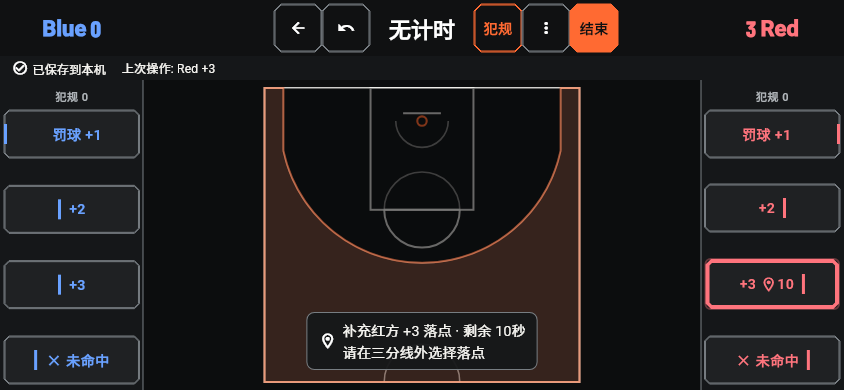 Blue 0
无计时
犯规
结束
3 Red
已保存到本机
上次操作: Red +3
犯规 0
犯规 0
罚球 +1
罚球 +1
+2
+2
+3
+3
10
补充红方 +3 落点 · 剩余 10秒
请在三分线外选择落点
× 未命中
× 未命中